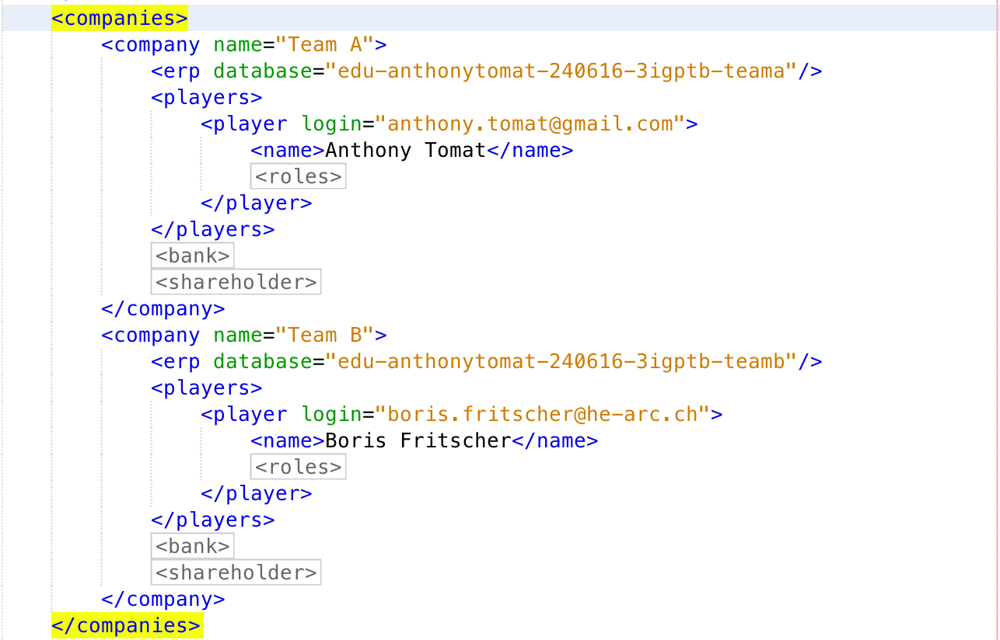 <companies>
<company name="Team A">
<erp database="edu-anthonytomat-240616-3igptb-teama"/>
<players>
<player login="anthony.tomat@gmail.com">
<name>Anthony Tomat</name>
<roles>
</player>
</players>
<bank>
<shareholder>
</company>
<company name="Team B">
<erp database="edu-anthonytomat-240616-3igptb-teamb"/>
<players>
<player login="boris.fritscher@he-arc.ch">
<name>Boris Fritscher</name>
<roles>
</player>
</players>
<bank>
<shareholder>
</company>
</companies>